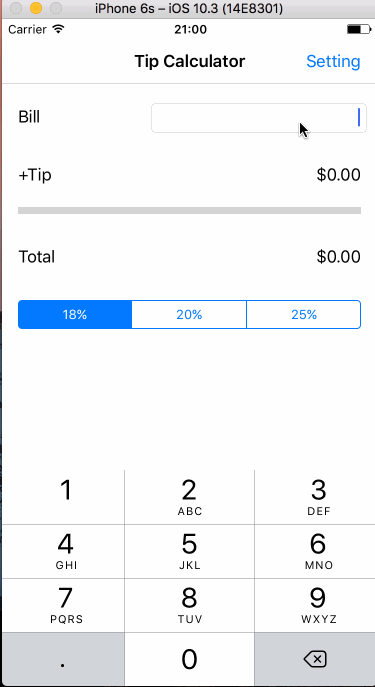 iPhone 6s – iOS 10.3 (14E8301)
Carrier 21:00
Tip Calculator Setting
Bill
+Tip $0.00
Total $0.00
18% 20% 25%
1 2 3
ABC DEF
4 5 6
GHI JKL MNO
7 8 9
PQRS TUV WXYZ
. 0